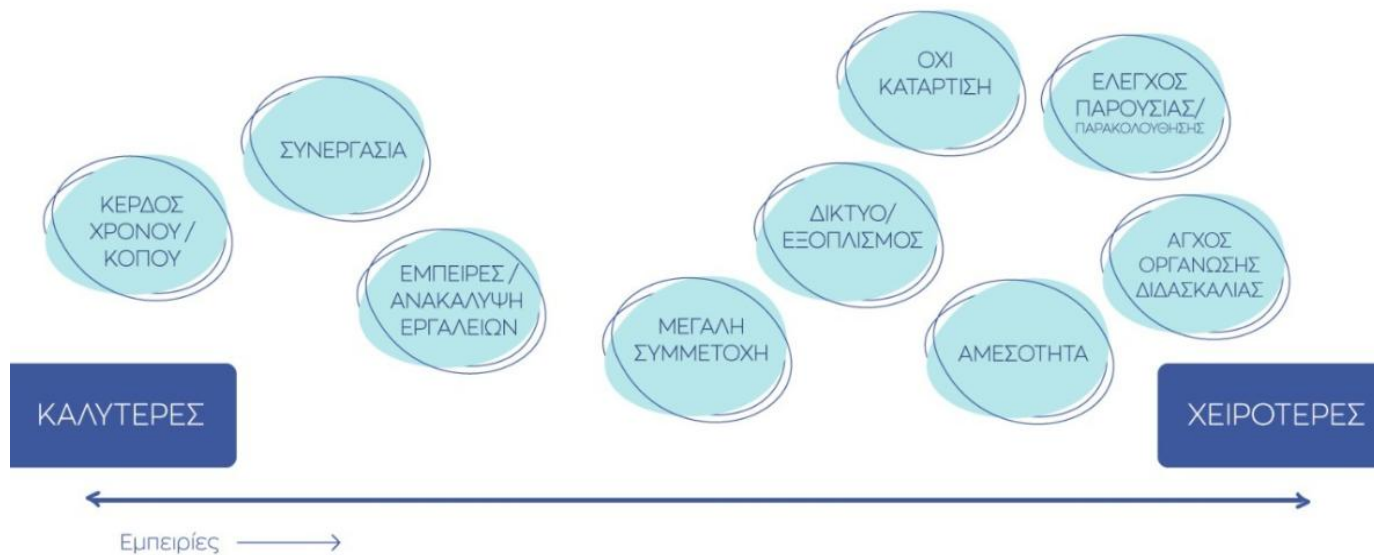 ΟΧΙ
ΚΑΤΑΡΤΙΣΗ
ΕΛΕΓΧΟΣ
ΠΑΡΟΥΣΙΑΣ/
ΠΑΡΑΚΟΛΟΥΘΗΣΗΣ
ΣΥΝΕΡΓΑΣΙΑ
ΚΕΡΔΟΣ
ΧΡΟΝΟΥ /
ΚΟΠΟΥ
ΔΙΚΤΥΟ/
ΕΞΟΠΛΙΣΜΟΣ
ΑΓΧΟΣ
ΟΡΓΑΝΩΣΗΣ
ΔΙΔΑΣΚΑΛΙΑΣ
ΕΜΠΕΙΡΕΣ /
ΑΝΑΚΑΛΥΨΗ
ΕΡΓΑΛΕΙΩΝ
ΜΕΓΑΛΗ
ΣΥΜΜΕΤΟΧΗ
ΑΜΕΣΟΤΗΤΑ
ΚΑΛΥΤΕΡΕΣ
ΧΕΙΡΟΤΕΡΕΣ
Εμπειρίες